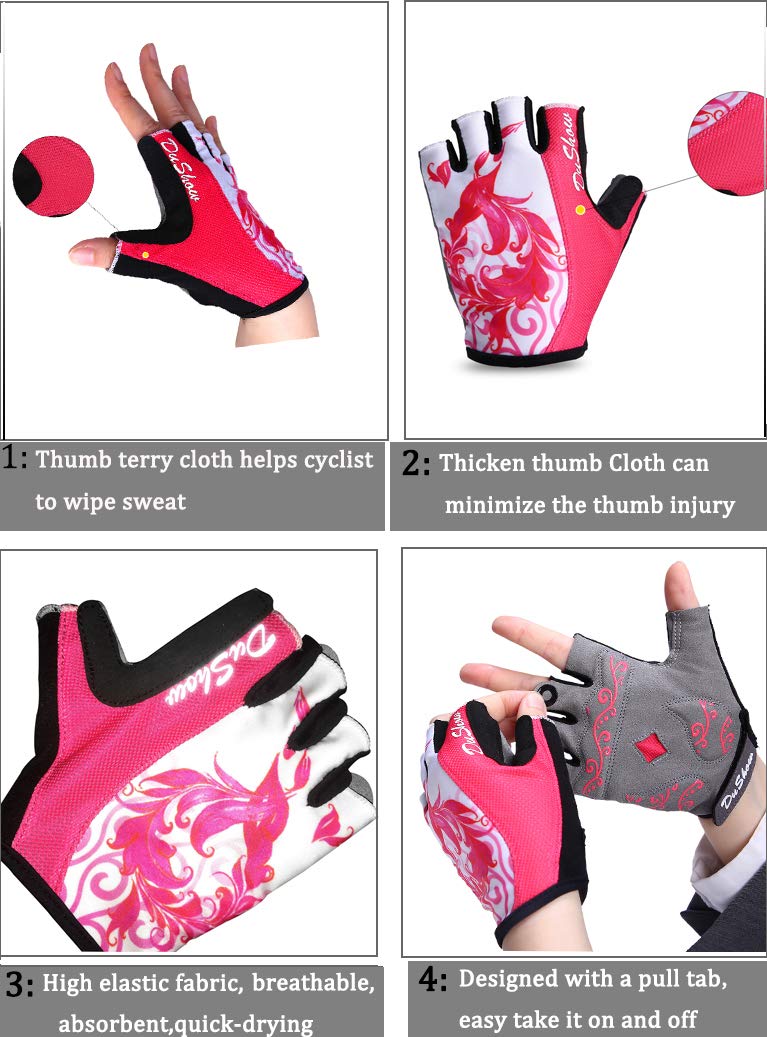 DuShow
DuShow
1: Thumb terry cloth helps cyclist
to wipe sweat
2: Thicken thumb Cloth can
minimize the thumb injury
DuShow
DuShow
DuShow
3: High elastic fabric, breathable,
absorbent,quick-drying
4: Designed with a pull tab,
easy take it on and off